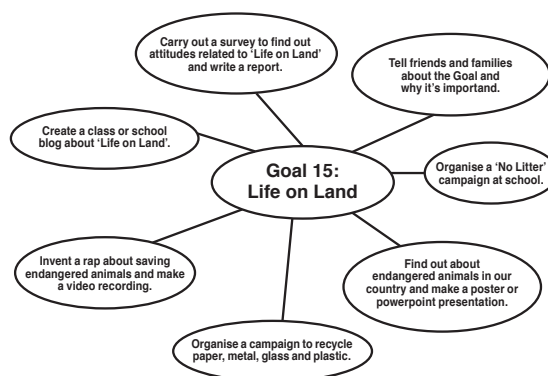 Carry out a survey to find out
attitudes related to ‘Life on Land’
and write a report.
Tell friends and families
about the Goal and
why it’s importand.
Create a class or school
blog about ‘Life on Land’.
Goal 15:
Life on Land
Organise a ‘No Litter’
campaign at school.
Invent a rap about saving
endangered animals and make
a video recording.
Find out about
endangered animals in our
country and make a poster or
powerpoint presentation.
Organise a campaign to recycle
paper, metal, glass and plastic.